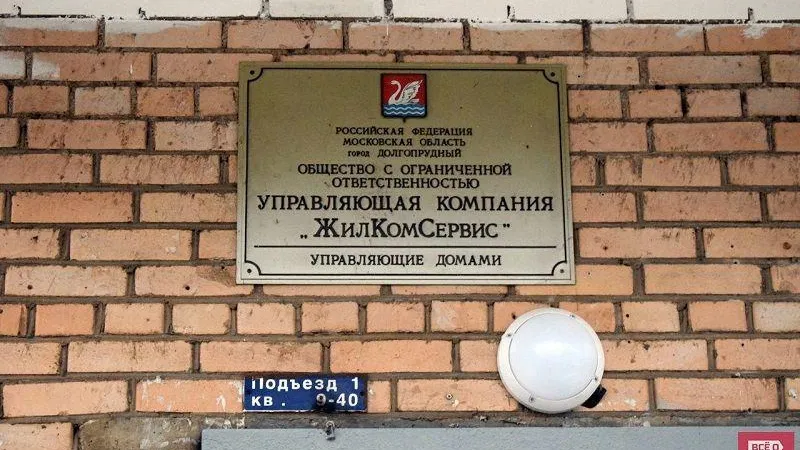 РОССИЙСКАЯ ФЕДЕРАЦИЯ
МОСКОВСКАЯ ОБЛАСТЬ
ГОРОД ДОЛГОПРУДНЫЙ
ОБЩЕСТВО С ОГРАНИЧЕННОЙ
ОТВЕТСТВЕННОСТЬЮ
УПРАВЛЯЮЩАЯ КОМПАНИЯ
„ЖИЛКОМСЕРВИС"
УПРАВЛЯЮЩИЕ ДОМАМИ
Подъезд 1
кв. 9-40
ВСЁ О